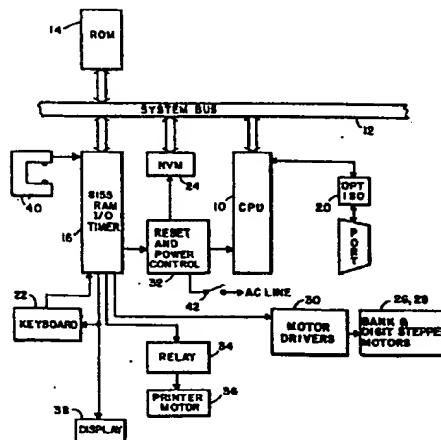 14
ROM
SYSTEM BUS
12
40
8155
RAM
I/O
TIMER
16
NVM
24
10
CPU
OPT
ISO
20
PORT
RESET
AND
POWER
CONTROL
32
42
AC LINE
22
KEYBOARD
30
MOTOR
DRIVERS
26, 28
BANK &
DIGIT STEPPER
MOTORS
34
RELAY
36
PRINTER
MOTOR
38
DISPLAY